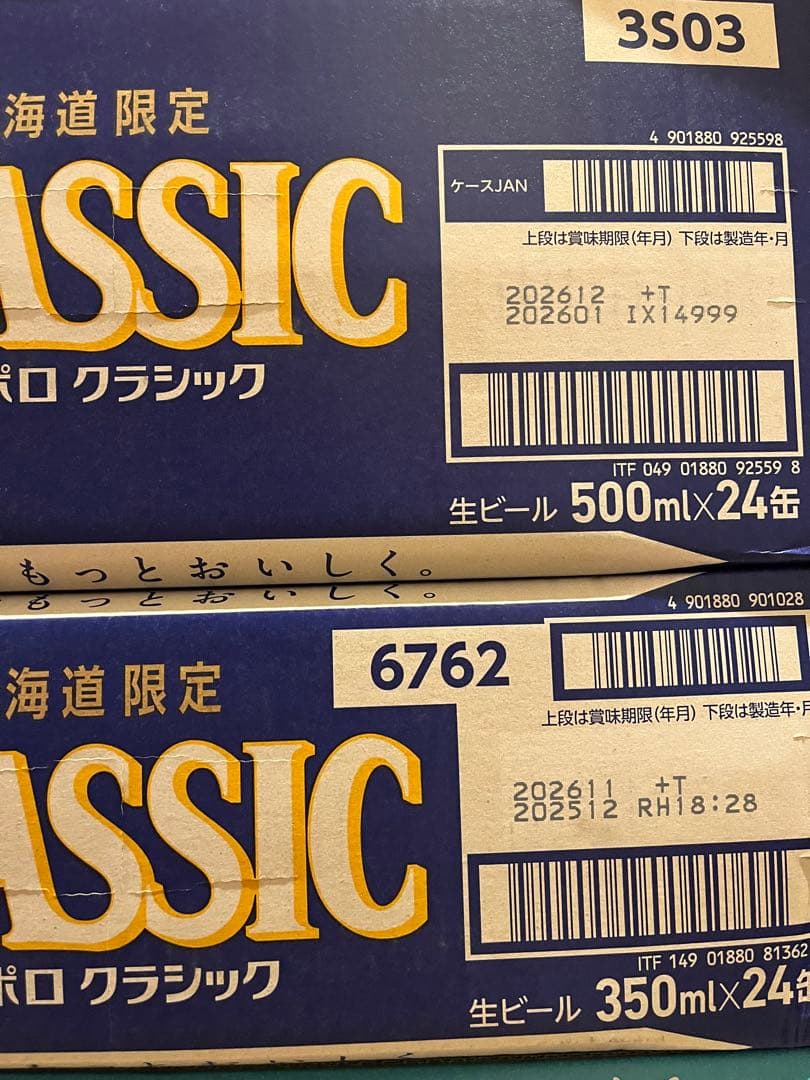 3S03
海道限定
ASSIC
ポロ クラシック
4 901880 925598
ケースJAN
上段は賞味期限(年月) 下段は製造年・月
202612 +T
202601 IX14999
ITF 049 01880 92559 8
生ビール 500ml×24缶
もっとおいしく。
もっとおいしく。
4 901880 901028
6762
海道限定
ASSIC
ポロ クラシック
上段は賞味期限(年月) 下段は製造年・月
202611 +T
202512 RH18:28
ITF 149 01880 81362
生ビール 350ml×24缶